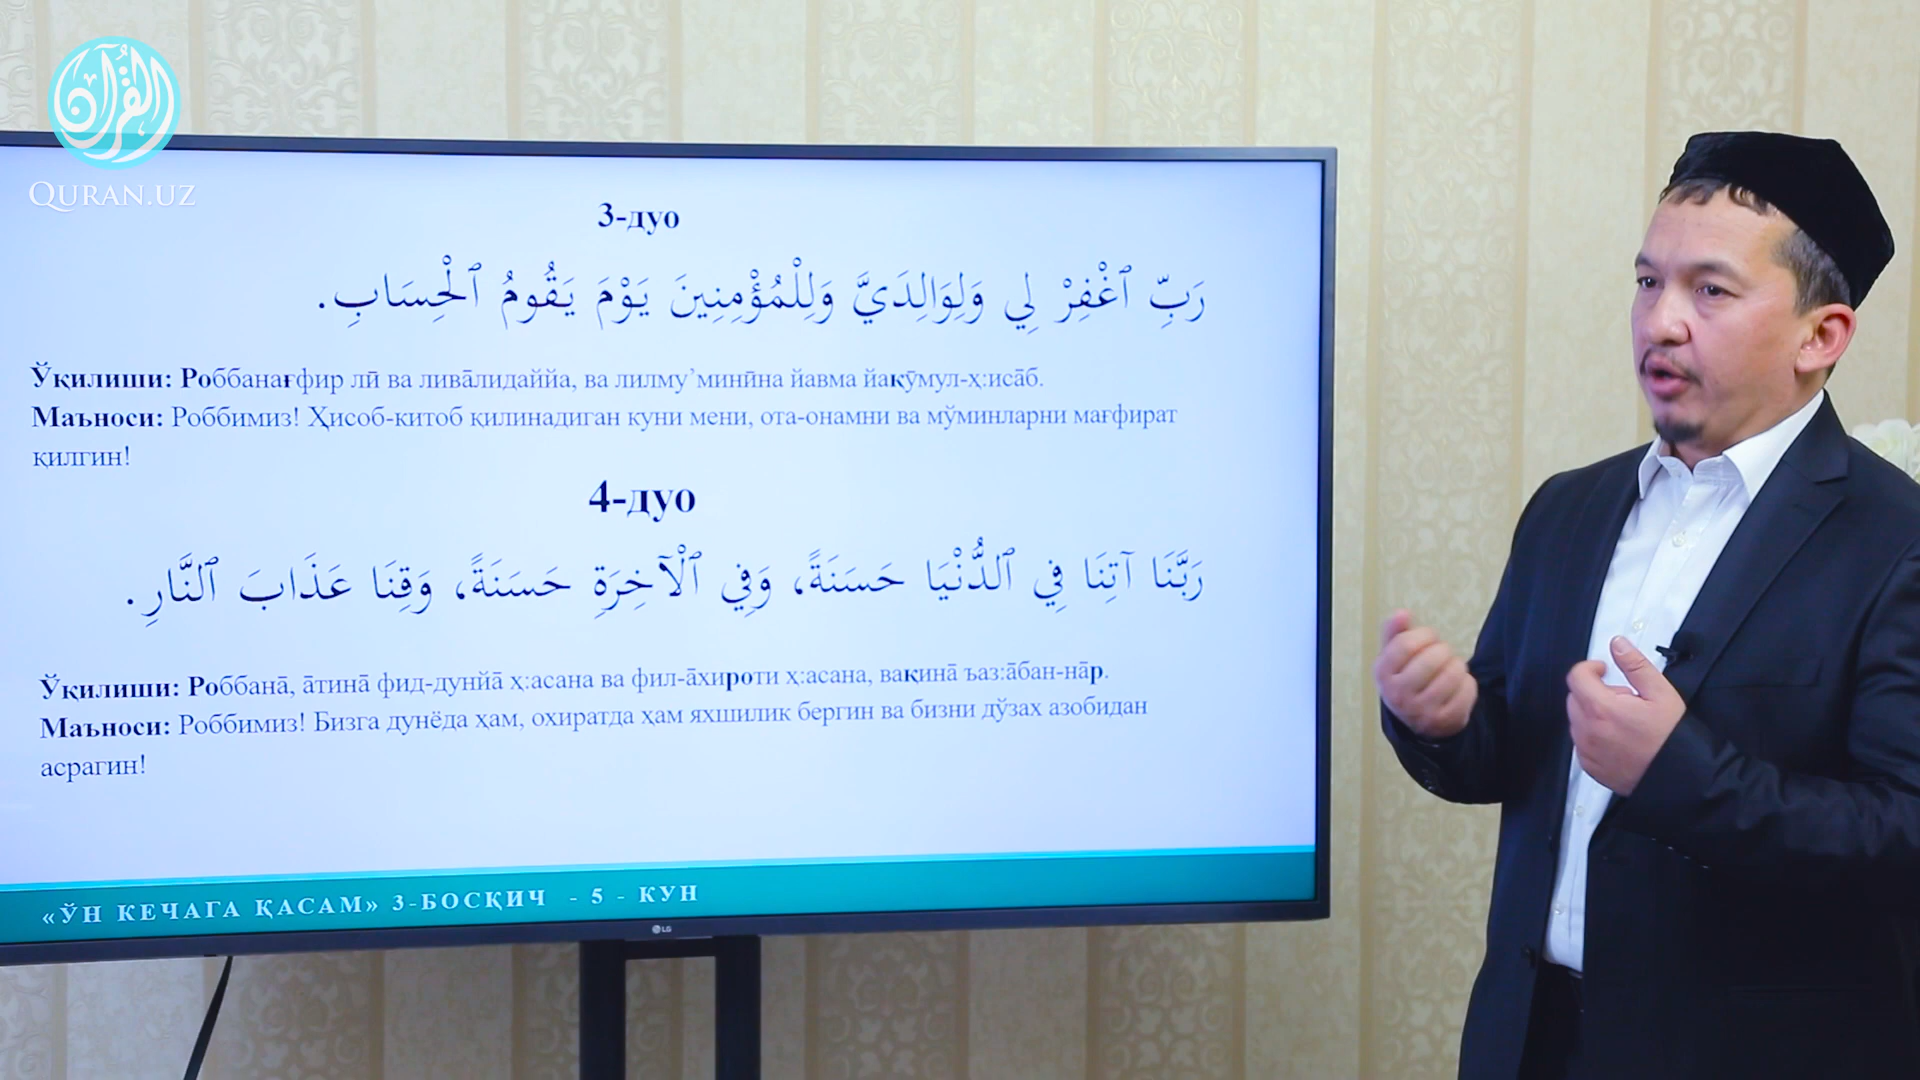 القرآن
QURAN.UZ
3-дуо
رَبِّ ٱغْفِرْ لِي وَلِوَالِدَيَّ وَلِلْمُؤْمِنِينَ يَوْمَ يَقُومُ ٱلْحِسَابِ.
Ўқилиши: Роббанағфир лӣ ва ливāлидаййа, ва лилму’минӣна йавма йақӯмул-ҳ:исāб.
Маъноси: Роббимиз! Ҳисоб-китоб қилинадиган куни мени, ота-онамни ва мўминларни мағфират
қилгин!
4-дуо
رَبَّنَا آتِنَا فِي ٱلدُّنْيَا حَسَنَةً، وَفِي ٱلْآخِرَةِ حَسَنَةً، وَقِنَا عَذَابَ ٱلنَّارِ.
Ўқилиши: Роббанā, āтинā фид-дунйā ҳ:асана ва фил-āхироти ҳ:асана, вақинā ъаз:āбан-нāр.
Маъноси: Роббимиз! Бизга дунёда ҳам, охиратда ҳам яхшилик бергин ва бизни дўзах азобидан
асрагин!
«ЎН КЕЧАГА ҚАСАМ» 3-БОСҚИЧ - 5 - КУН
LG